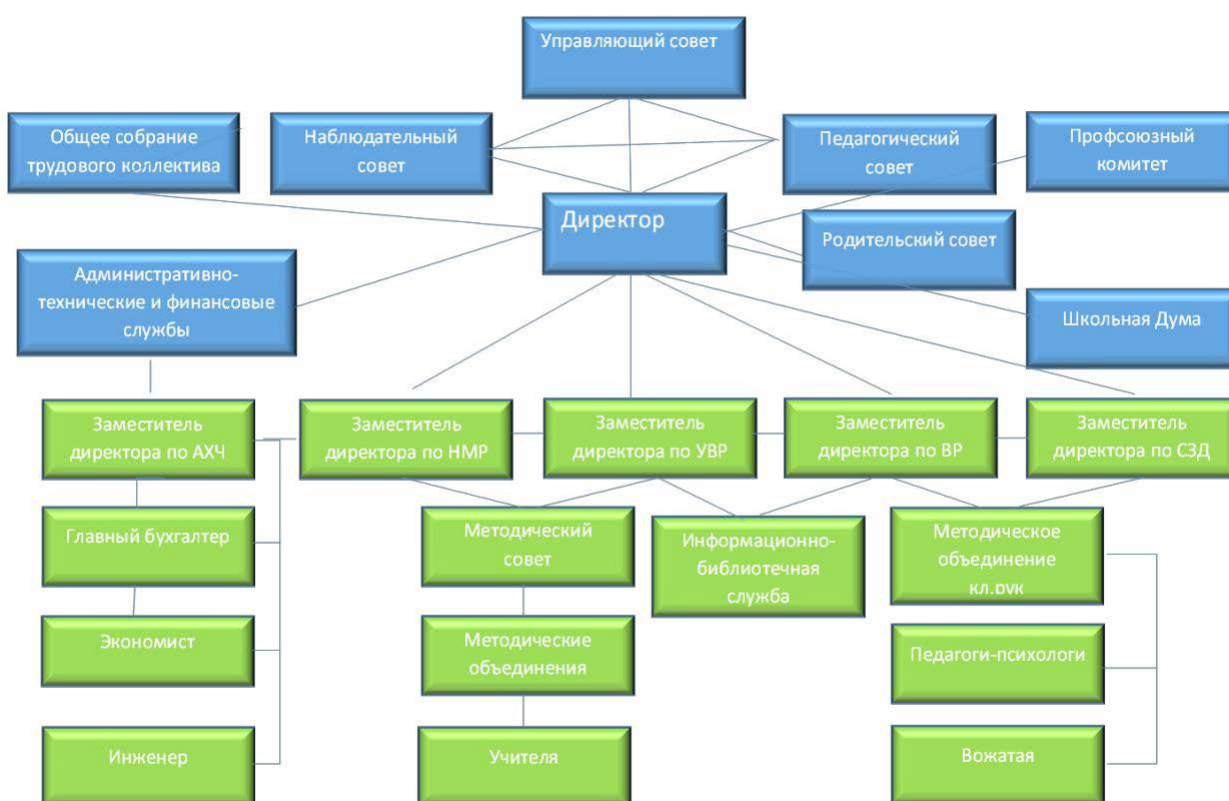 Управляющий совет
Общее собрание
трудового коллектива
Наблюдательный
совет
Педагогический
совет
Профсоюзный
комитет
Директор
Родительский совет
Административно-
технические и финансовые
службы
Школьная Дума
Заместитель
директора по АХЧ
Заместитель
директора по НМР
Заместитель
директора по УВР
Заместитель
директора по ВР
Заместитель
директора по СЗД
Главный бухгалтер
Методический
совет
Информационно-
библиотечная
служба
Методическое
объединение
кл.рук
Экономист
Методические
объединения
Педагоги-психологи
Инженер
Учителя
Вожатая